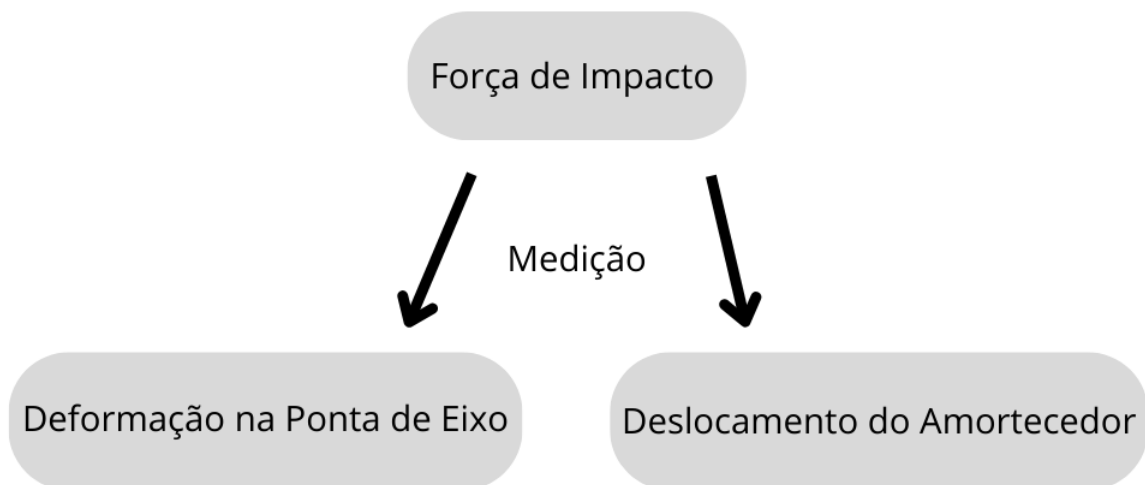 Força de Impacto
Medição
Deformação na Ponta de Eixo
Deslocamento do Amortecedor